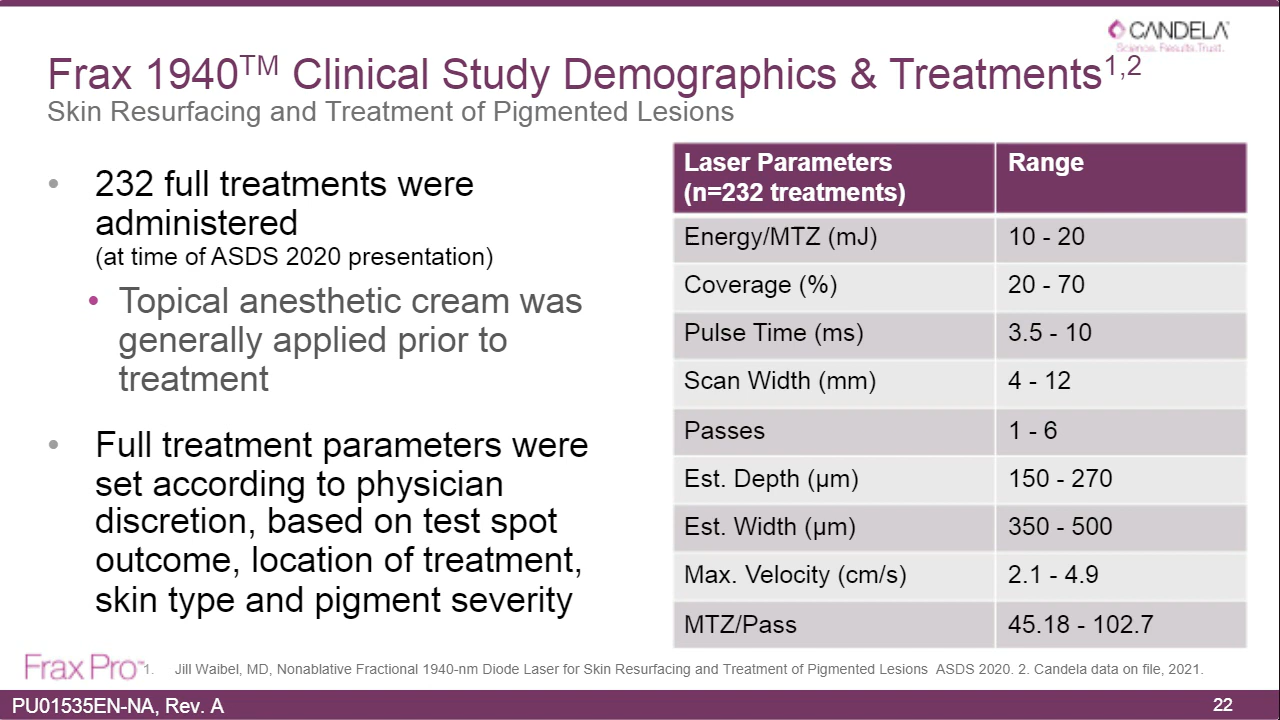 CANDELA
Science. Results. Trust.
Frax 1940TM Clinical Study Demographics & Treatments1,2
Skin Resurfacing and Treatment of Pigmented Lesions
• 232 full treatments were
administered
(at time of ASDS 2020 presentation)
• Topical anesthetic cream was
generally applied prior to
treatment
• Full treatment parameters were
set according to physician
discretion, based on test spot
outcome, location of treatment,
skin type and pigment severity
Laser Parameters Range
(n=232 treatments)
Energy/MTZ (mJ) 10 - 20
Coverage (%) 20 - 70
Pulse Time (ms) 3.5 - 10
Scan Width (mm) 4 - 12
Passes 1 - 6
Est. Depth (µm) 150 - 270
Est. Width (µm) 350 - 500
Max. Velocity (cm/s) 2.1 - 4.9
MTZ/Pass 45.18 - 102.7
Frax Pro™
1. Jill Waibel, MD, Nonablative Fractional 1940-nm Diode Laser for Skin Resurfacing and Treatment of Pigmented Lesions ASDS 2020. 2. Candela data on file, 2021.
PU01535EN-NA, Rev. A 22